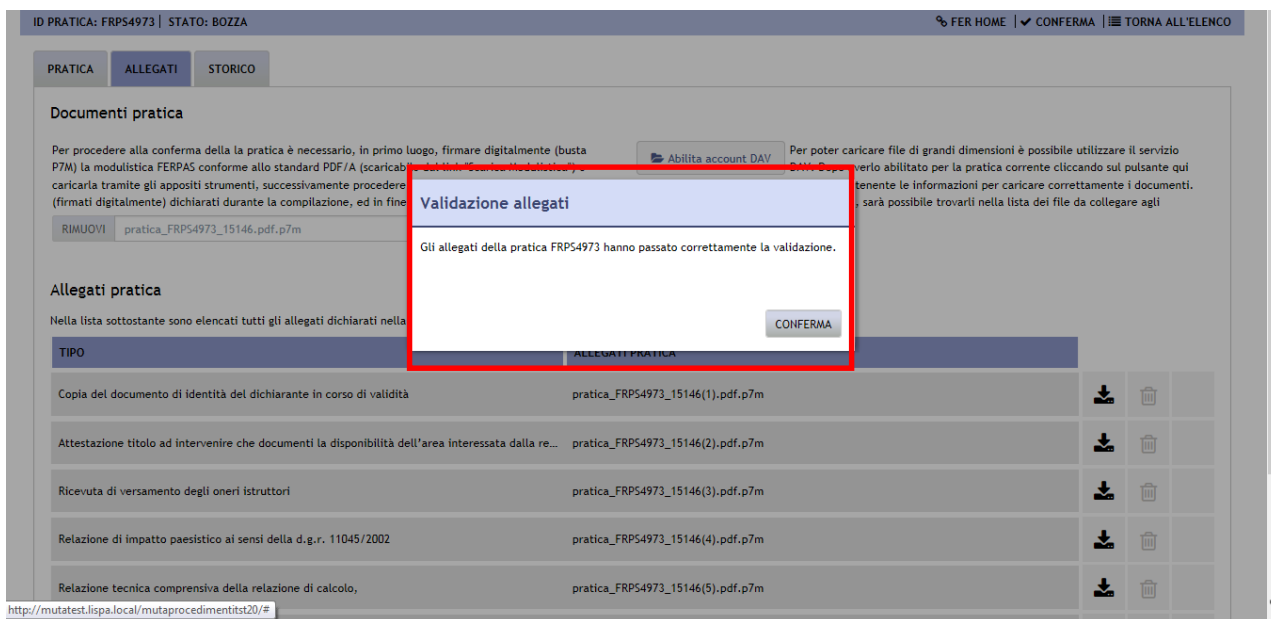 ID PRATICA: FRPS4973 | STATO: BOZZA
FER HOME | CONFERMA | TORNA ALL'ELENCO
PRATICA ALLEGATI STORICO
Documenti pratica
Per procedere alla conferma della la pratica è necessario, in primo luogo, firmare digitalmente (busta
P7M) la modulistica FERPAS conforme allo standard PDF/A
caricarla tramite gli appositi strumenti, successivamente procedere
(firmati digitalmente) dichiarati durante la compilazione, ed in fine
Abilita account DAV
Per poter caricare file di grandi dimensioni è possibile utilizzare il servizio
verlo abilitato per la pratica corrente cliccando sul pulsante qui
tenente le informazioni per caricare correttamente i documenti.
, sarà possibile trovarli nella lista dei file da collegare agli
RIMUOVI pratica_FRPS4973_15146.pdf.p7m
Validazione allegati
Gli allegati della pratica FRPS4973 hanno passato correttamente la validazione.
CONFERMA
Allegati pratica
Nella lista sottostante sono elencati tutti gli allegati dichiarati nella
TIPO ALLEGATI PRATICA
Copia del documento di identità del dichiarante in corso di validità pratica_FRPS4973_15146(1).pdf.p7m
Attestazione titolo ad intervenire che documenti la disponibilità dell'area interessata dalla re... pratica_FRPS4973_15146(2).pdf.p7m
Ricevuta di versamento degli oneri istruttori pratica_FRPS4973_15146(3).pdf.p7m
Relazione di impatto paesistico ai sensi della d.g.r. 11045/2002 pratica_FRPS4973_15146(4).pdf.p7m
Relazione tecnica comprensiva della relazione di calcolo, pratica_FRPS4973_15146(5).pdf.p7m
http://mutatest.lispa.local/mutaprocedimentitst20/#